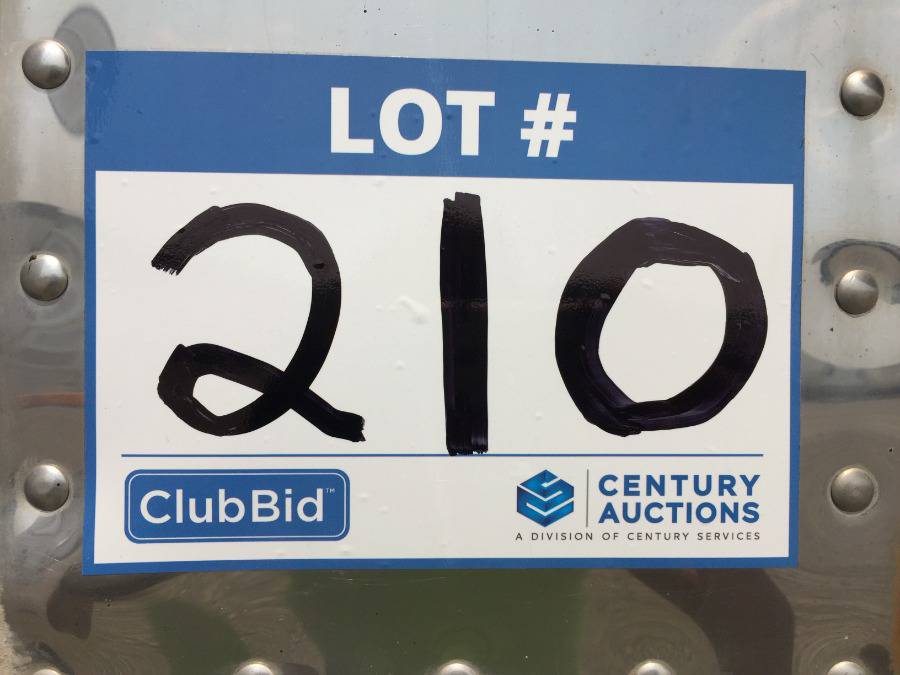 LOT #
210
ClubBid™
CENTURY
AUCTIONS
A DIVISION OF CENTURY SERVICES